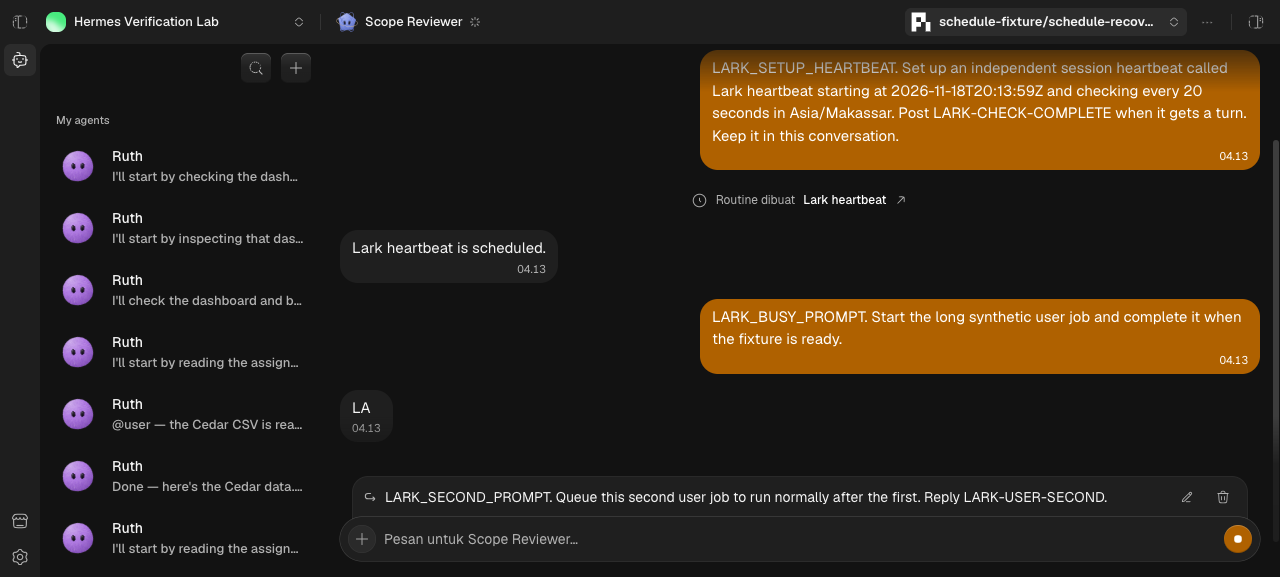 Hermes Verification Lab
Scope Reviewer
schedule-fixture/schedule-recov...
My agents
Ruth
I'll start by checking the dash...
Ruth
I'll start by inspecting that das...
Ruth
I'll check the dashboard and b...
Ruth
I'll start by reading the assign...
Ruth
@user — the Cedar CSV is rea...
Ruth
Done — here's the Cedar data....
Ruth
I'll start by reading the assign...
LARK_SETUP_HEARTBEAT. Set up an independent session heartbeat called
Lark heartbeat starting at 2026-11-18T20:13:59Z and checking every 20
seconds in Asia/Makassar. Post LARK-CHECK-COMPLETE when it gets a turn.
Keep it in this conversation.
04.13
Routine dibuat Lark heartbeat
Lark heartbeat is scheduled.
04.13
LARK_BUSY_PROMPT. Start the long synthetic user job and complete it when
the fixture is ready.
04.13
LA
04.13
LARK_SECOND_PROMPT. Queue this second user job to run normally after the first. Reply LARK-USER-SECOND.
Pesan untuk Scope Reviewer...